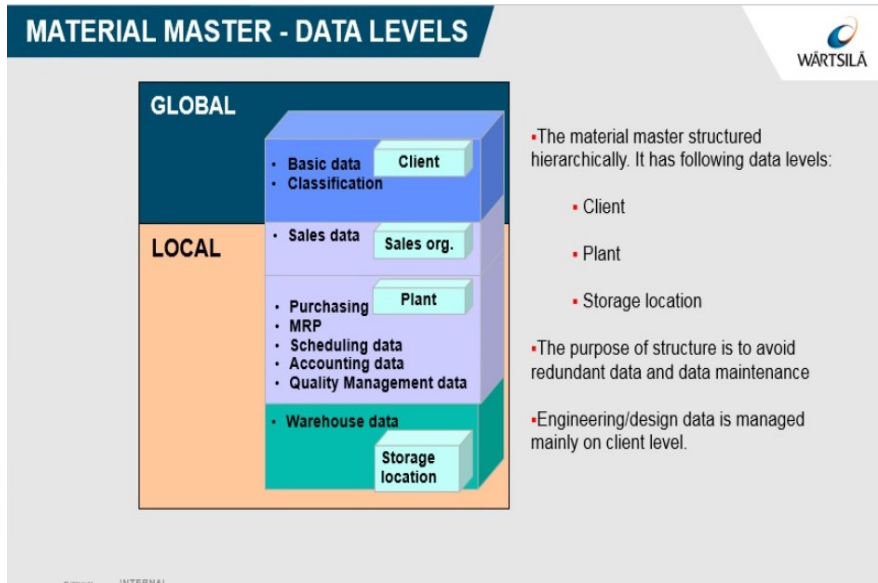 MATERIAL MASTER - DATA LEVELS
WÄRTSILÄ
GLOBAL
• Basic data
• Classification
Client
LOCAL
• Sales data
Sales org.
Plant
• Purchasing
• MRP
• Scheduling data
• Accounting data
• Quality Management data
• Warehouse data
Storage
location
▪The material master structured
hierarchically. It has following data levels:
▪ Client
▪ Plant
▪ Storage location
▪The purpose of structure is to avoid
redundant data and data maintenance
▪Engineering/design data is managed
mainly on client level.
INTERNAL